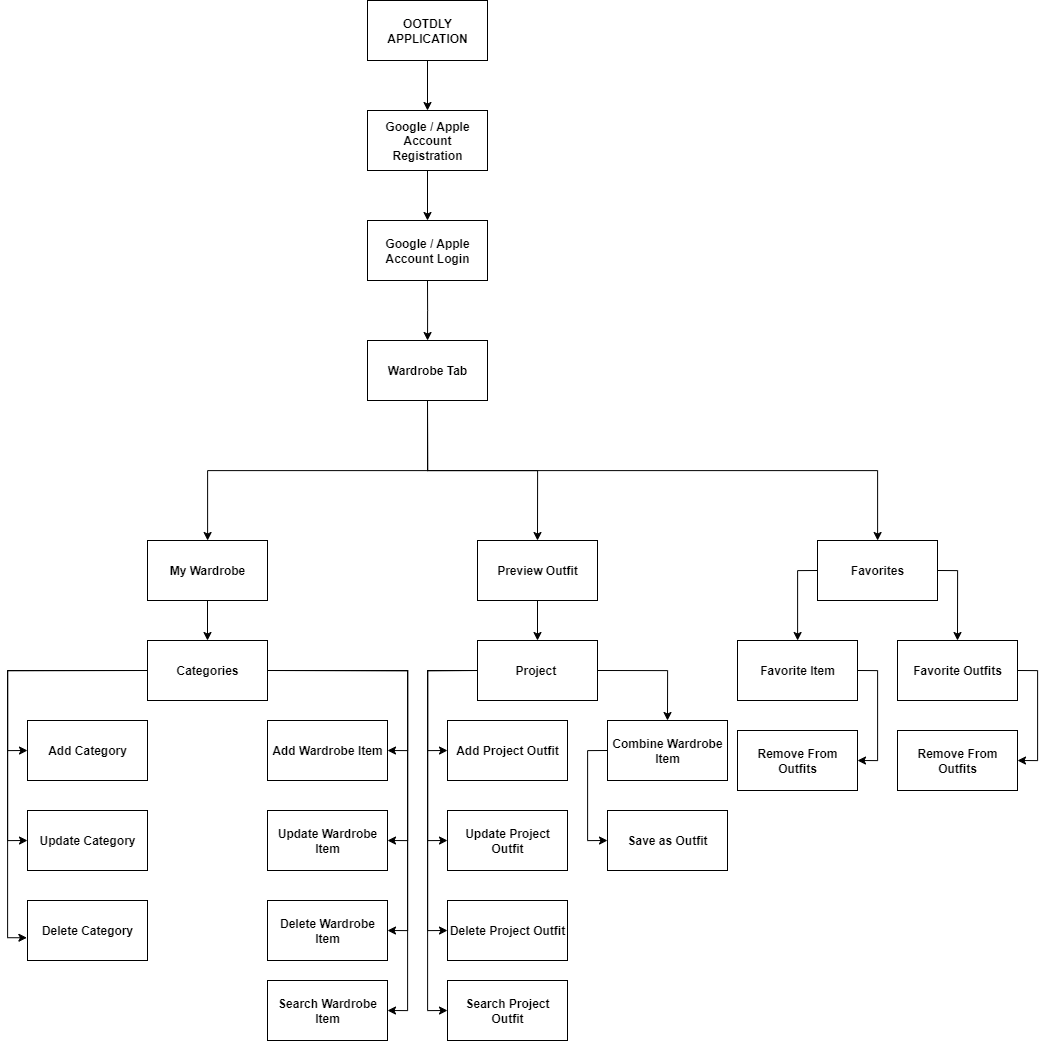 OOTDLY
APPLICATION
Google / Apple
Account
Registration
Google / Apple
Account Login
Wardrobe Tab
My Wardrobe
Preview Outfit
Favorites
Categories
Project
Favorite Item
Favorite Outfits
Add Category
Add Wardrobe Item
Add Project Outfit
Combine Wardrobe
Item
Remove From
Outfits
Remove From
Outfits
Update Category
Update Wardrobe
Item
Update Project
Outfit
Save as Outfit
Delete Category
Delete Wardrobe
Item
Delete Project Outfit
Search Wardrobe
Item
Search Project
Outfit